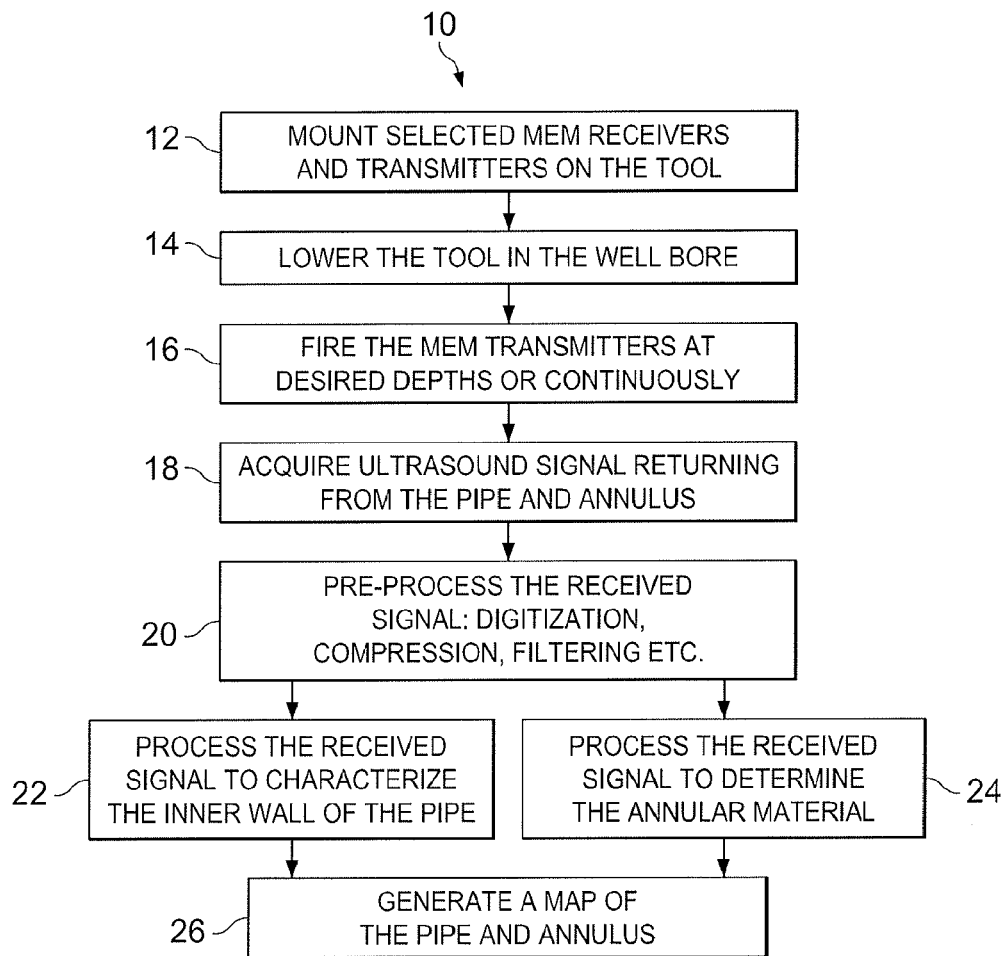 10
12
MOUNT SELECTED MEM RECEIVERS
AND TRANSMITTERS ON THE TOOL
14
LOWER THE TOOL IN THE WELL BORE
16
FIRE THE MEM TRANSMITTERS AT
DESIRED DEPTHS OR CONTINUOUSLY
18
ACQUIRE ULTRASOUND SIGNAL RETURNING
FROM THE PIPE AND ANNULUS
20
PRE-PROCESS THE RECEIVED
SIGNAL: DIGITIZATION,
COMPRESSION, FILTERING ETC.
22
PROCESS THE RECEIVED
SIGNAL TO CHARACTERIZE
THE INNER WALL OF THE PIPE
PROCESS THE RECEIVED
SIGNAL TO DETERMINE
THE ANNULAR MATERIAL
24
26
GENERATE A MAP OF
THE PIPE AND ANNULUS